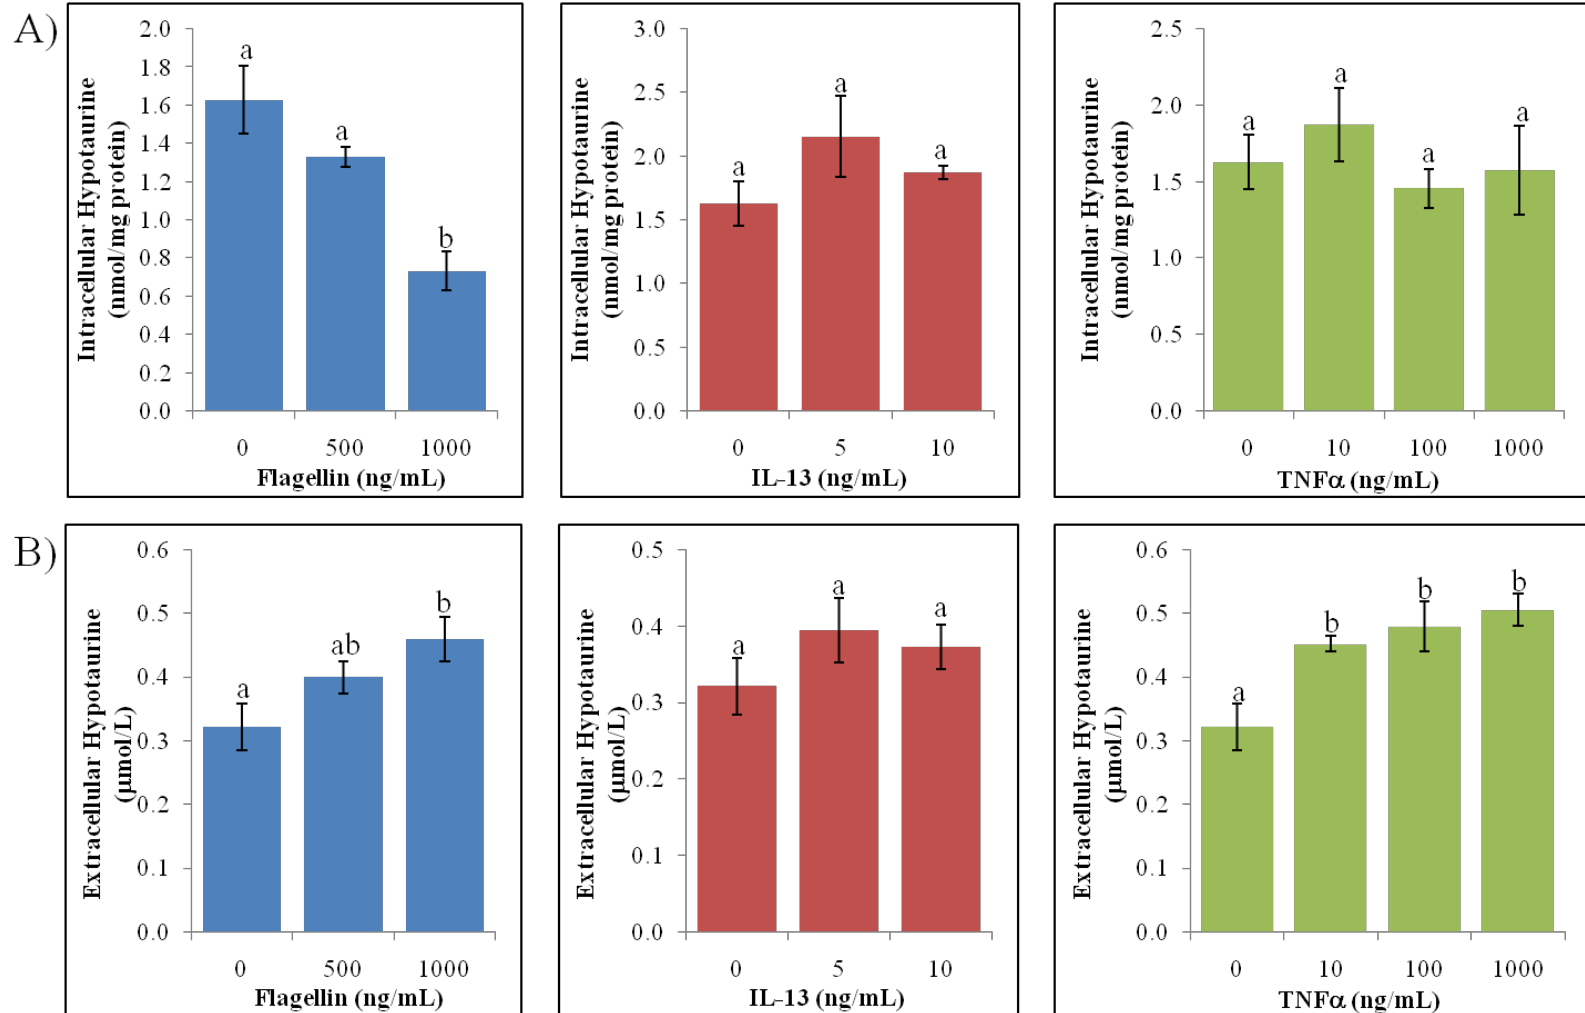 A)
Intracellular Hypotaurine
(nmol/mg protein)
2.0
1.8
1.6
1.4
1.2
1.0
0.8
0.6
0.4
0.2
0.0
a
a
b
0 500 1000
Flagellin (ng/mL)
Intracellular Hypotaurine
(nmol/mg protein)
3.0
2.5
2.0
1.5
1.0
0.5
0.0
a
a
a
0 5 10
IL-13 (ng/mL)
Intracellular Hypotaurine
(nmol/mg protein)
2.5
2.0
1.5
1.0
0.5
0.0
a
a
a
a
0 10 100 1000
TNFα (ng/mL)
B)
Extracellular Hypotaurine
(µmol/L)
0.6
0.5
0.4
0.3
0.2
0.1
0.0
a
ab
b
0 500 1000
Flagellin (ng/mL)
Extracellular Hypotaurine
(µmol/L)
0.5
0.4
0.3
0.2
0.1
0.0
a
a
a
0 5 10
IL-13 (ng/mL)
Extracellular Hypotaurine
(µmol/L)
0.6
0.5
0.4
0.3
0.2
0.1
0.0
a
b
b
b
0 10 100 1000
TNFα (ng/mL)